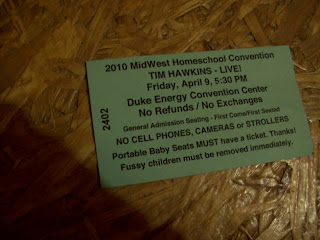 2010 MidWest Homeschool Convention
TIM HAWKINS - LIVE!
Friday, April 9, 5:30 PM
Duke Energy Convention Center
No Refunds / No Exchanges
General Admission Seating - First Come/First Seated
NO CELL PHONES, CAMERAS or STROLLERS
Portable Baby Seats MUST have a ticket. Thanks!
Fussy children must be removed immediately.
2402